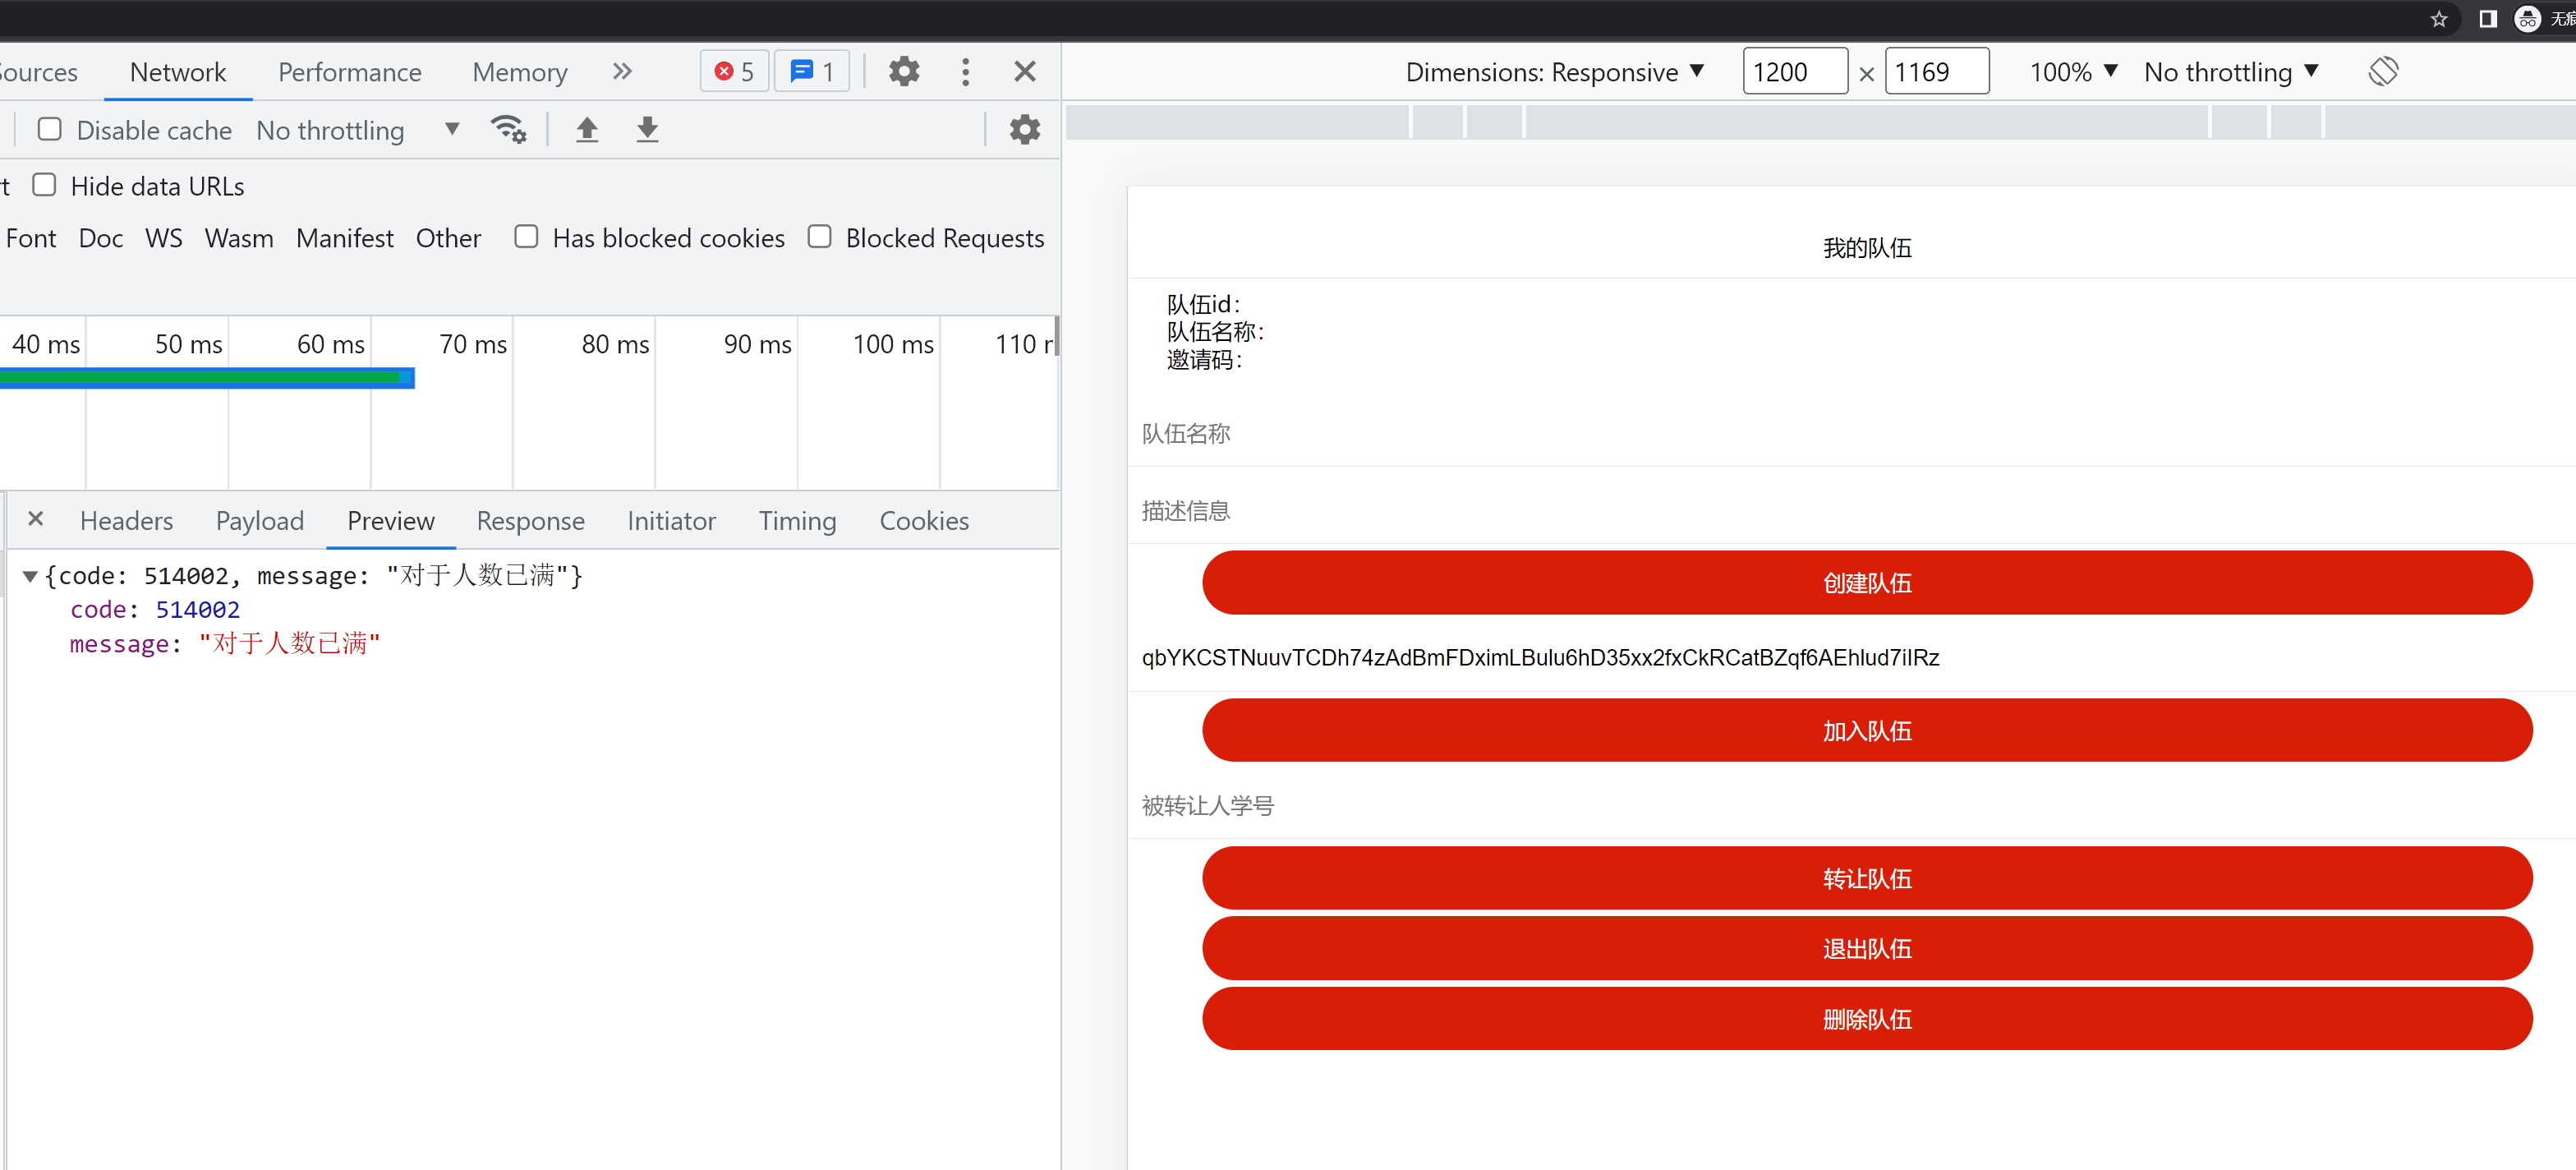 无痕
Sources
Network
Performance
Memory
5
1
Dimensions: Responsive
1200
×
1169
100%
No throttling
Disable cache
No throttling
Hide data URLs
Font
Doc
WS
Wasm
Manifest
Other
Has blocked cookies
Blocked Requests
40 ms
50 ms
60 ms
70 ms
80 ms
90 ms
100 ms
110
Headers
Payload
Preview
Response
Initiator
Timing
Cookies
{code: 514002, message: "对于人数已满"}
code: 514002
message: "对于人数已满"
我的队伍
队伍id:
队伍名称:
邀请码:
队伍名称
描述信息
创建队伍
qbYKCSTNuuvTCDh74zAdBmFDximLBulu6hD35xx2fxCkRCatBZqf6AEhlud7iIRz
加入队伍
被转让人学号
转让队伍
退出队伍
删除队伍